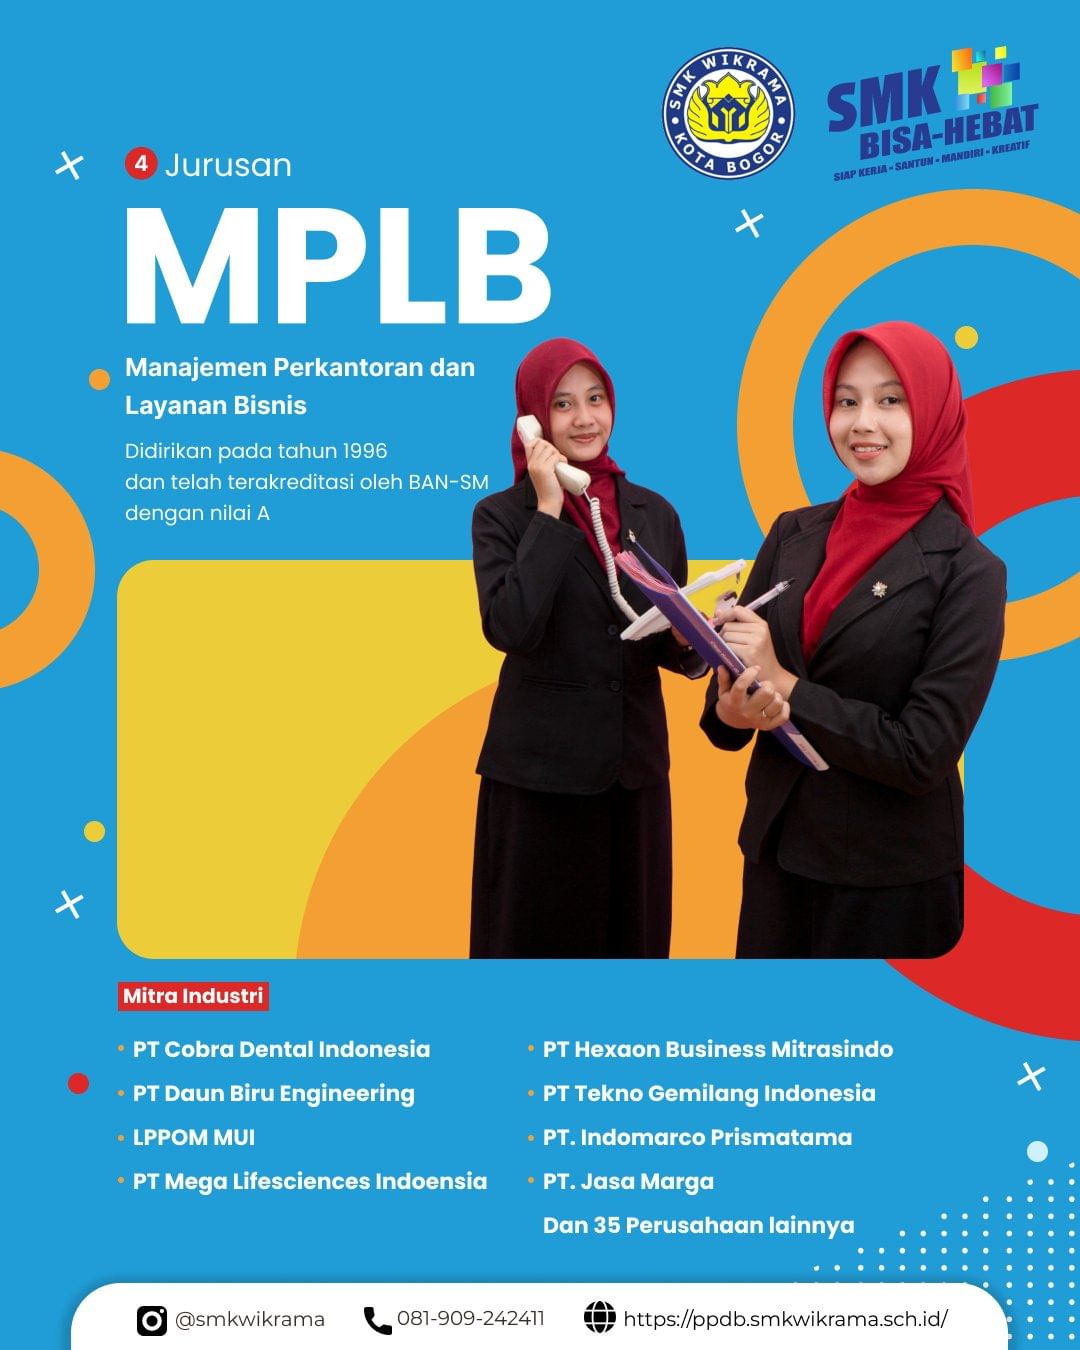 SMK WIKRAMA
KOTA BOGOR
SMK
BISA-HEBAT
SIAP KERJA • SANTUN • MANDIRI • KREATIF
4 Jurusan
MPLB
Manajemen Perkantoran dan
Layanan Bisnis
Didirikan pada tahun 1996
dan telah terakreditasi oleh BAN-SM
dengan nilai A
Mitra Industri
• PT Cobra Dental Indonesia
• PT Daun Biru Engineering
• LPPOM MUI
• PT Mega Lifesciences Indoensia
• PT Hexaon Business Mitrasindo
• PT Tekno Gemilang Indonesia
• PT. Indomarco Prismatama
• PT. Jasa Marga
Dan 35 Perusahaan lainnya
@smkwikrama
081-909-242411
https://ppdb.smkwikrama.sch.id/